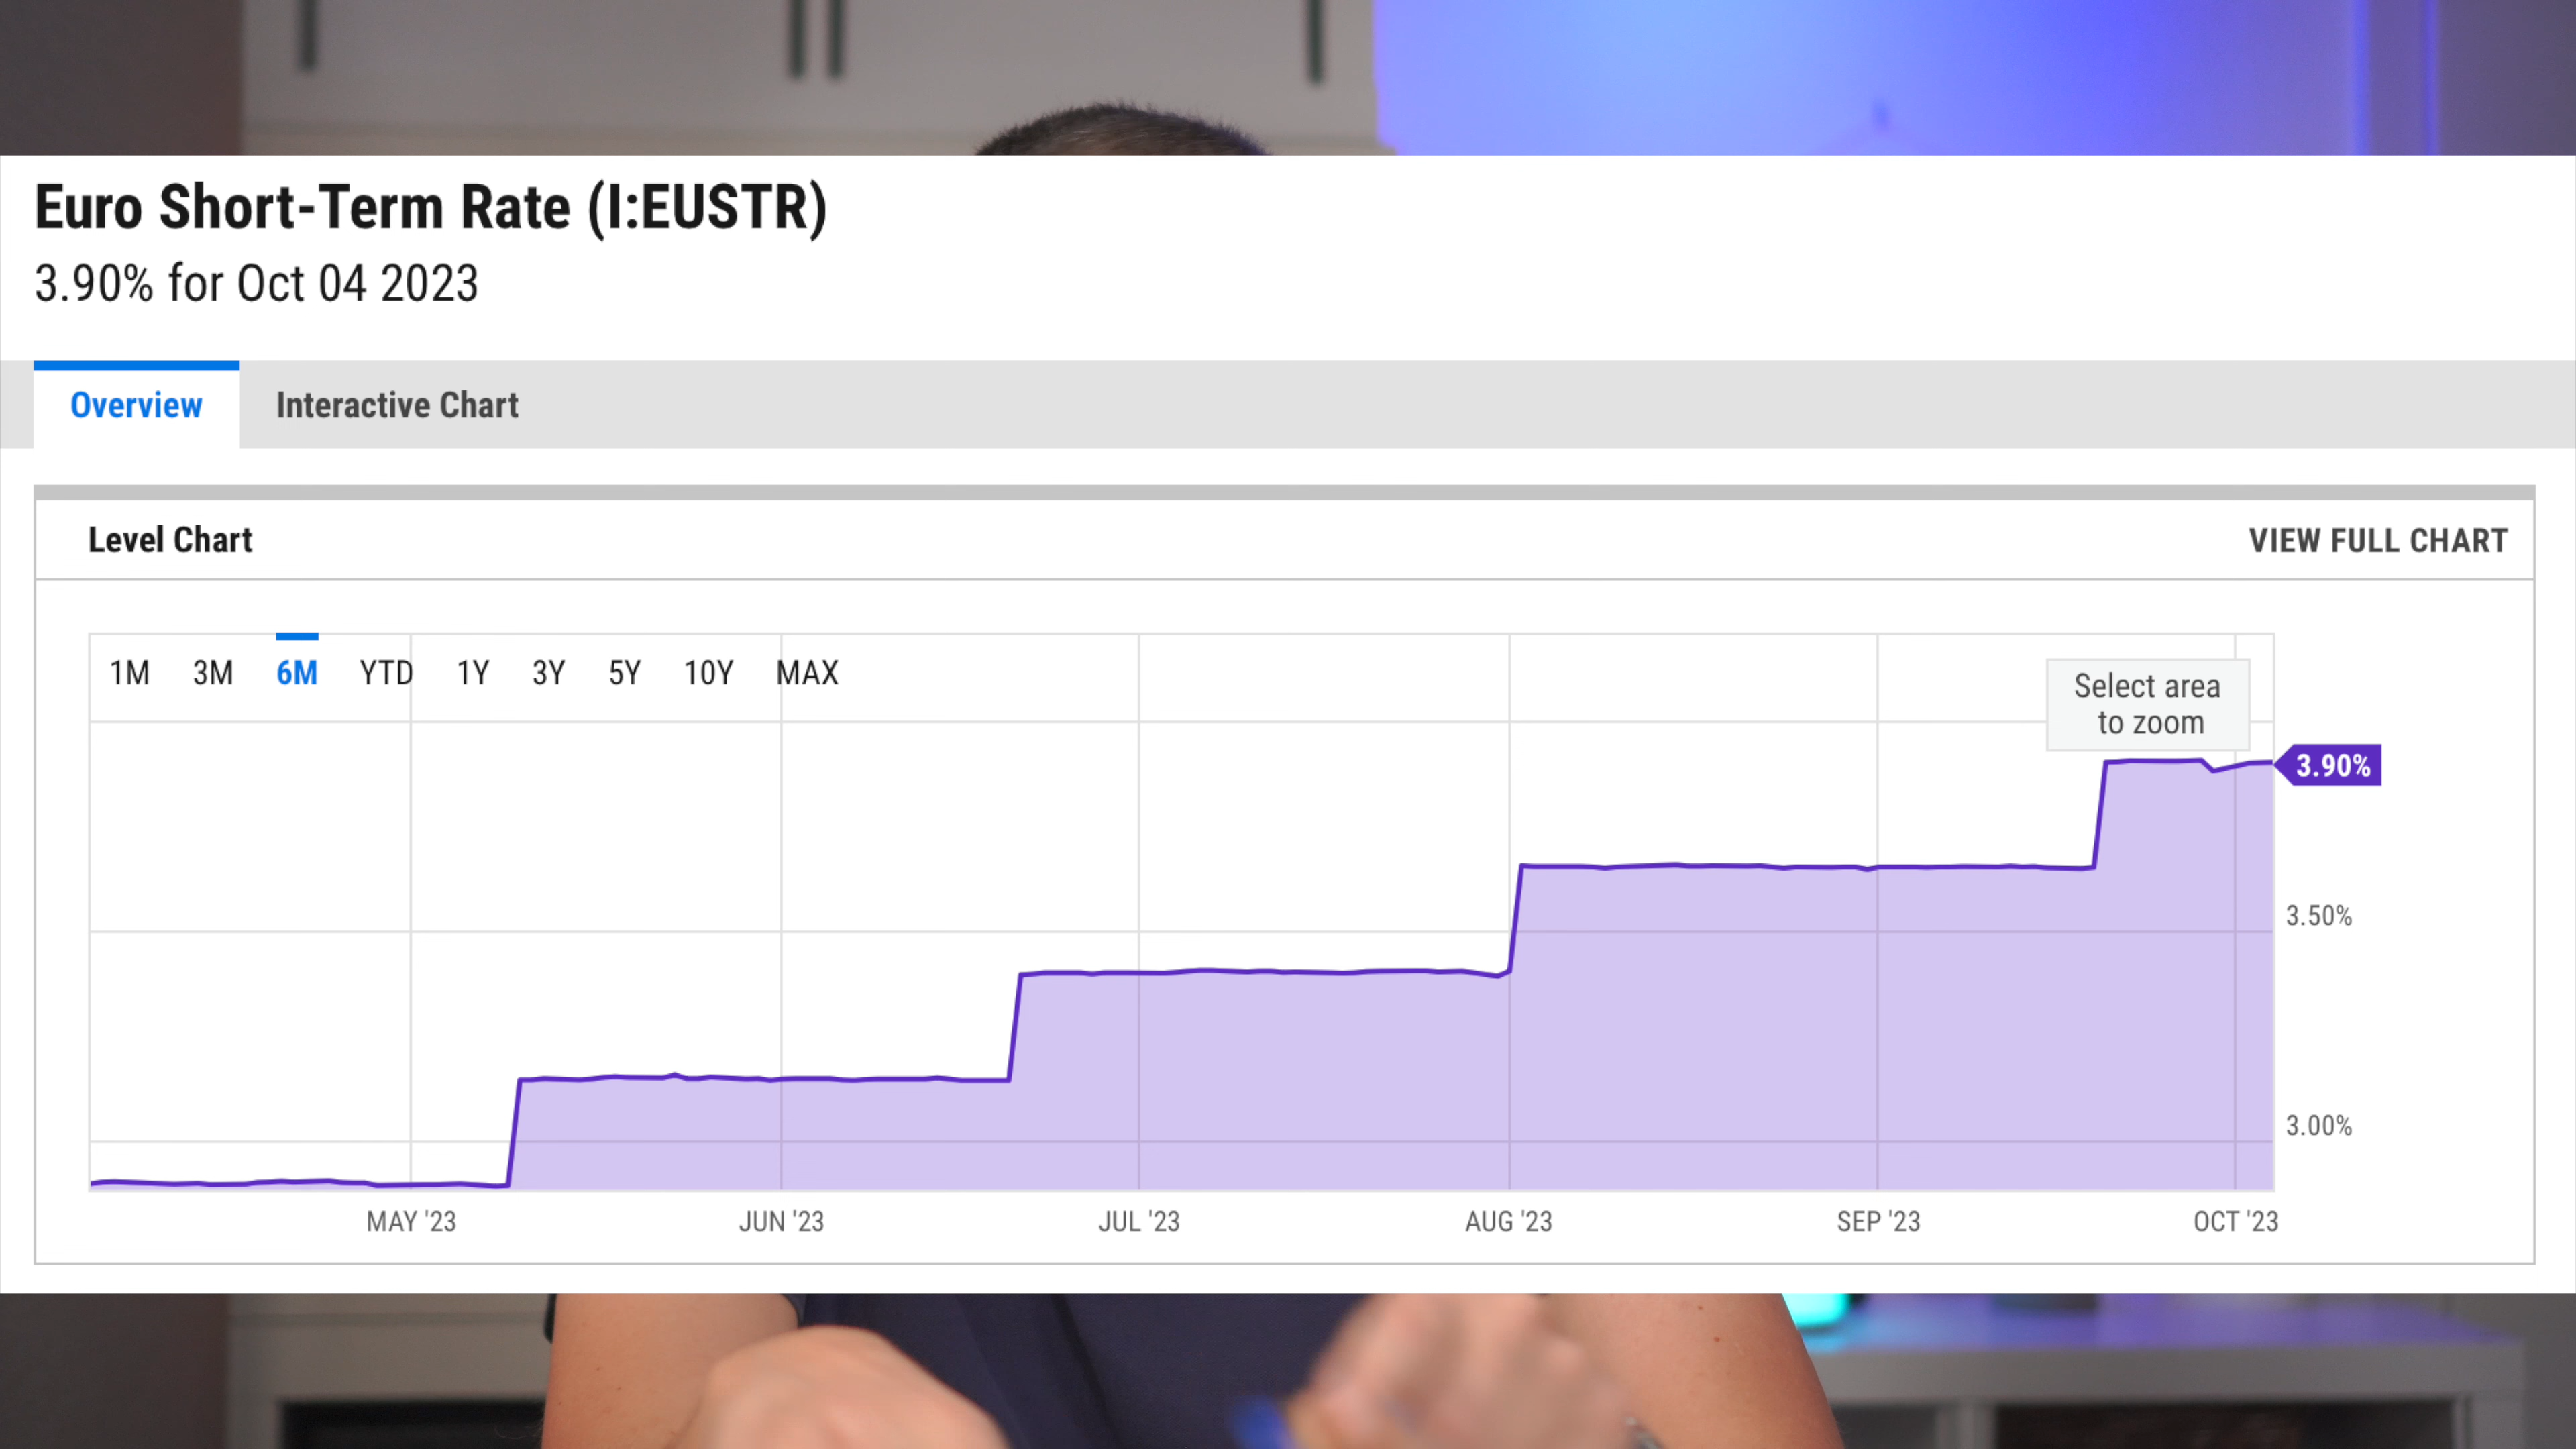 Euro Short-Term Rate (I:EUSTR)
3.90% for Oct 04 2023
Overview Interactive Chart
Level Chart VIEW FULL CHART
1M 3M 6M YTD 1Y 3Y 5Y 10Y MAX
Select area
to zoom
3.90%
3.50%
3.00%
MAY '23 JUN '23 JUL '23 AUG '23 SEP '23 OCT '23